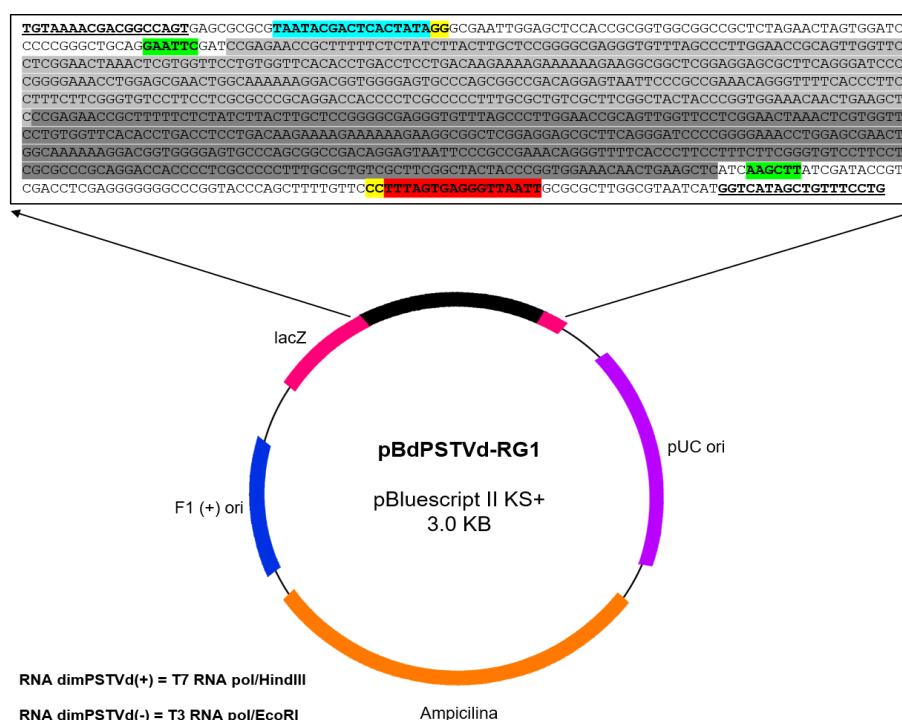 TGTAAAACGACGGCCAGTGAGCGCGCGTAATACGACTCACTATAGGGCGAATTGGAGCTCCACCGCGGTGGCGGCCGCTCTAGAACTAGTGGATC
CCCCGGGCTGCAGGAATTCGATCCGAGAACCGCTTTTTCTCTATCTTACTTGCTCCGGGGCGAGGGTGTTTAGCCCTTGGAACCGCAGTTGGTTC
CTCGGAACTAAACTCGTGGTTCCTGTGGTTCACACCTGACCTCCTGACAAGAAAAGAAAAAAGAAGGCGGCTCGGAGGAGCGCTTCAGGGATCCC
CGGGGAAACCTGGAGCGAACTGGCAAAAAAGGACGGTGGGGAGTGCCCAGCGGCCGACAGGAGTAATTCCCGCCGAAACAGGGTTTTCACCCTTC
CTTTCTTCGGGTGTCCTTCCTCGCGCCCGCAGGACCACCCCTCGCCCCCTTTGCGCTGTCGCTTCGGCTACTACCCGGTGGAAACAACTGAAGCT
CCCGAGAACCGCTTTTTCTCTATCTTACTTGCTCCGGGGCGAGGGTGTTTAGCCCTTGGAACCGCAGTTGGTTCCTCGGAACTAAACTCGTGGTT
CCTGTGGTTCACACCTGACCTCCTGACAAGAAAAGAAAAAAGAAGGCGGCTCGGAGGAGCGCTTCAGGGATCCCCGGGGAAACCTGGAGCGAACT
GGCAAAAAAGGACGGTGGGGAGTGCCCAGCGGCCGACAGGAGTAATTCCCGCCGAAACAGGGTTTTCACCCTTCCTTTCTTCGGGTGTCCTTCCT
CGCGCCCGCAGGACCACCCCTCGCCCCCTTTGCGCTGTCGCTTCGGCTACTACCCGGTGGAAACAACTGAAGCTCATCAAGCTTATCGATACCGT
CGACCTCGAGGGGGGGCCCGGTACCCAGCTTTTGTTCCCTTTAGTGAGGGTTAATTGCGCGCTTGGCGTAATCATGGTCATAGCTGTTTCCTG
lacZ
pUC ori
pBdPSTVd-RG1
pBluescript II KS+
3.0 KB
F1 (+) ori
RNA dimPSTVd(+) = T7 RNA pol/HindIII
RNA dimPSTVd(-) = T3 RNA pol/EcoRI
Ampicilina